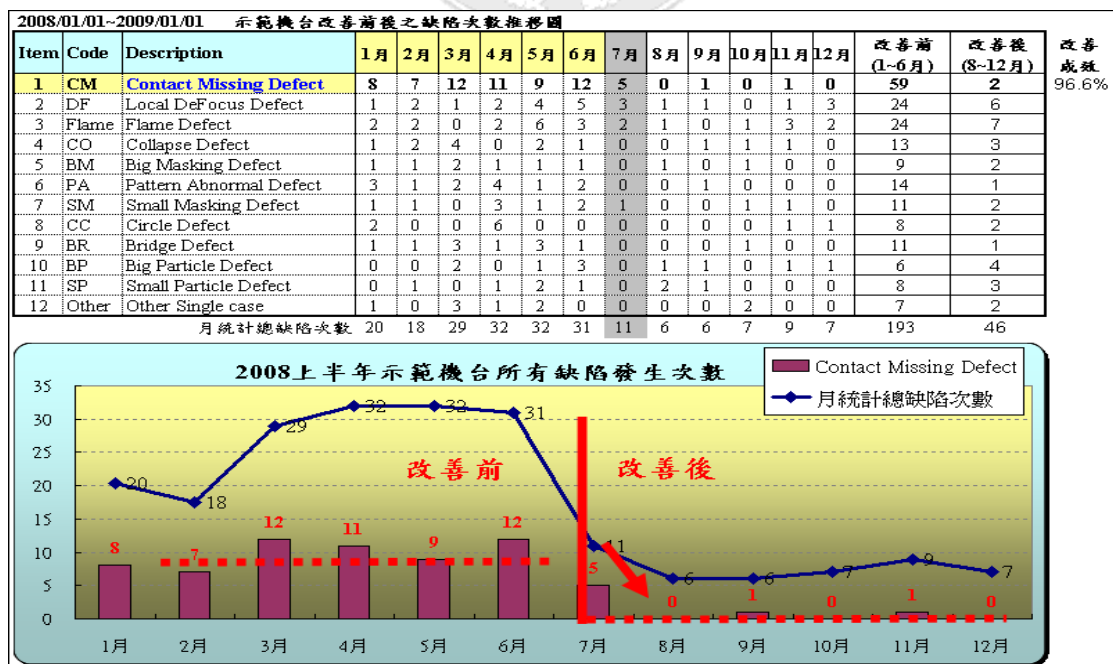 2008/01/01~2009/01/01 示範機台改善前後之缺陷次數推移圖
Item Code Description 1月 2月 3月 4月 5月 6月 7月 8月 9月 10月 11月 12月 改善前 (1~6月) 改善後 (8~12月) 改善成效
1 CM Contact Missing Defect 8 7 12 11 9 12 5 0 1 0 1 0 59 2 96.6%
2 DF Local DeFocus Defect 1 2 1 2 4 5 3 1 1 0 1 3 24 6
3 Flame Flame Defect 2 2 0 2 6 3 2 1 0 1 3 2 24 7
4 CO Collapse Defect 1 2 4 0 2 1 0 0 1 1 1 0 13 3
5 BM Big Masking Defect 1 1 2 1 1 1 0 1 0 1 0 0 9 2
6 PA Pattern Abnormal Defect 3 1 2 4 1 2 0 0 1 0 0 0 14 1
7 SM Small Masking Defect 1 1 0 3 1 2 1 0 0 0 1 0 11 2
8 CC Circle Defect 2 0 0 6 0 0 0 0 0 0 1 1 8 2
9 BR Bridge Defect 1 1 3 1 3 1 0 0 0 1 0 0 11 1
10 BP Big Particle Defect 0 0 2 0 1 3 0 1 1 0 1 1 6 4
11 SP Small Particle Defect 0 1 0 1 2 1 0 2 1 0 0 0 8 3
12 Other Other Single case 1 0 3 1 2 0 0 0 0 2 0 0 7 2
月統計總缺陷次數 20 18 29 32 32 31 11 6 6 7 9 7 193 46
2008上半年示範機台所有缺陷發生次數
Contact Missing Defect
月統計總缺陷次數
35
30
25
20
15
10
5
0
20 18 29 32 32 31 11 6 6 7 9 7
改善前 改善後
8 7 12 11 9 12 5 0 1 0 1 0
1月 2月 3月 4月 5月 6月 7月 8月 9月 10月 11月 12月